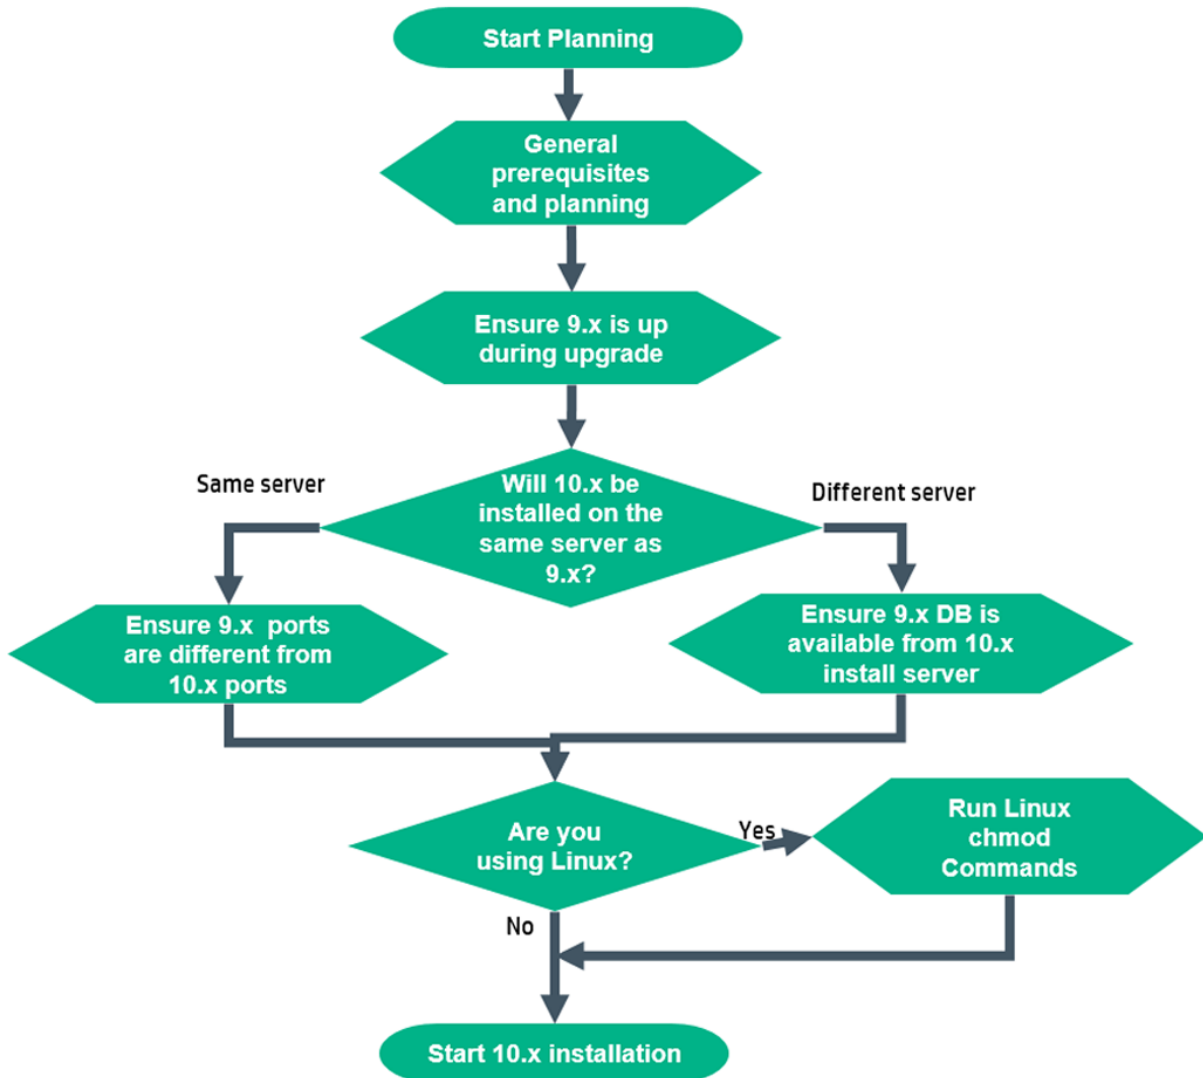 Start Planning
General
prerequisites
and planning
Ensure 9.x is up
during upgrade
Same server
Will 10.x be
installed on the
same server as
9.x?
Different server
Ensure 9.x ports
are different from
10.x ports
Ensure 9.x DB is
available from 10.x
install server
Are you
using Linux?
Yes
Run Linux
chmod
Commands
No
Start 10.x installation